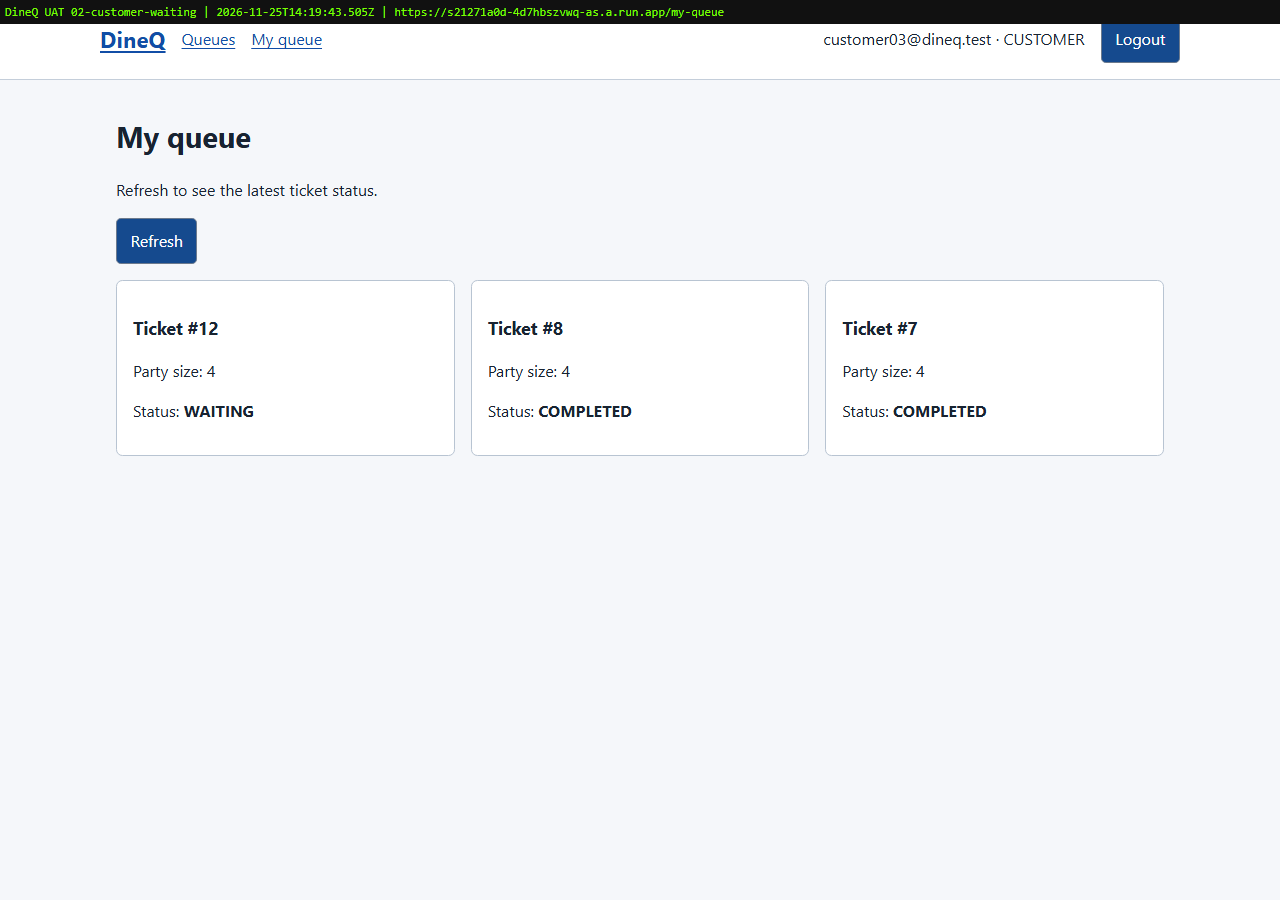 DineQ UAT 02-customer-waiting | 2026-11-25T14:19:43.505Z | https://s21271a0d-4d7hbszvwq-as.a.run.app/my-queue
DineQ Queues My queue customer03@dineq.test · CUSTOMER Logout
My queue
Refresh to see the latest ticket status.
Refresh
Ticket #12
Party size: 4
Status: WAITING
Ticket #8
Party size: 4
Status: COMPLETED
Ticket #7
Party size: 4
Status: COMPLETED